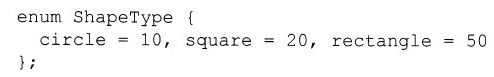 enum ShapeType {
  circle = 10, square = 20, rectangle = 50
};